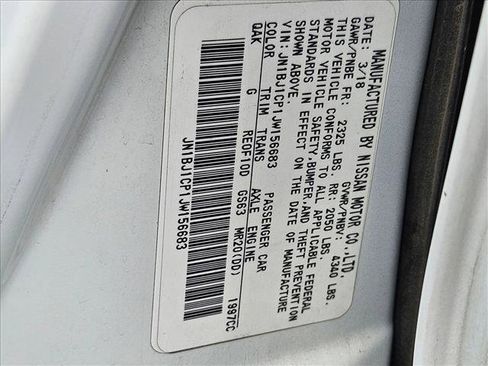 MANUFACTURED BY NISSAN MOTOR CO.,LTD.
DATE: 3/18 GVWR/PNBV: 4340 LBS.
GAWR/PNBE FR: 2325 LBS. RR: 2050 LBS.
THIS VEHICLE CONFORMS TO ALL APPLICABLE FEDERAL
MOTOR VEHICLE SAFETY,BUMPER,AND THEFT PREVENTION
STANDARDS IN EFFECT ON THE DATE OF MANUFACTURE
SHOWN ABOVE.
VIN:JN1BJ1CP1JW156683 PASSENGER CAR
COLOR TRIM TRANS AXLE ENGINE
QAK G RE0F10D GS63 MR20(DD) 1997CC
JN1BJ1CP1JW156683